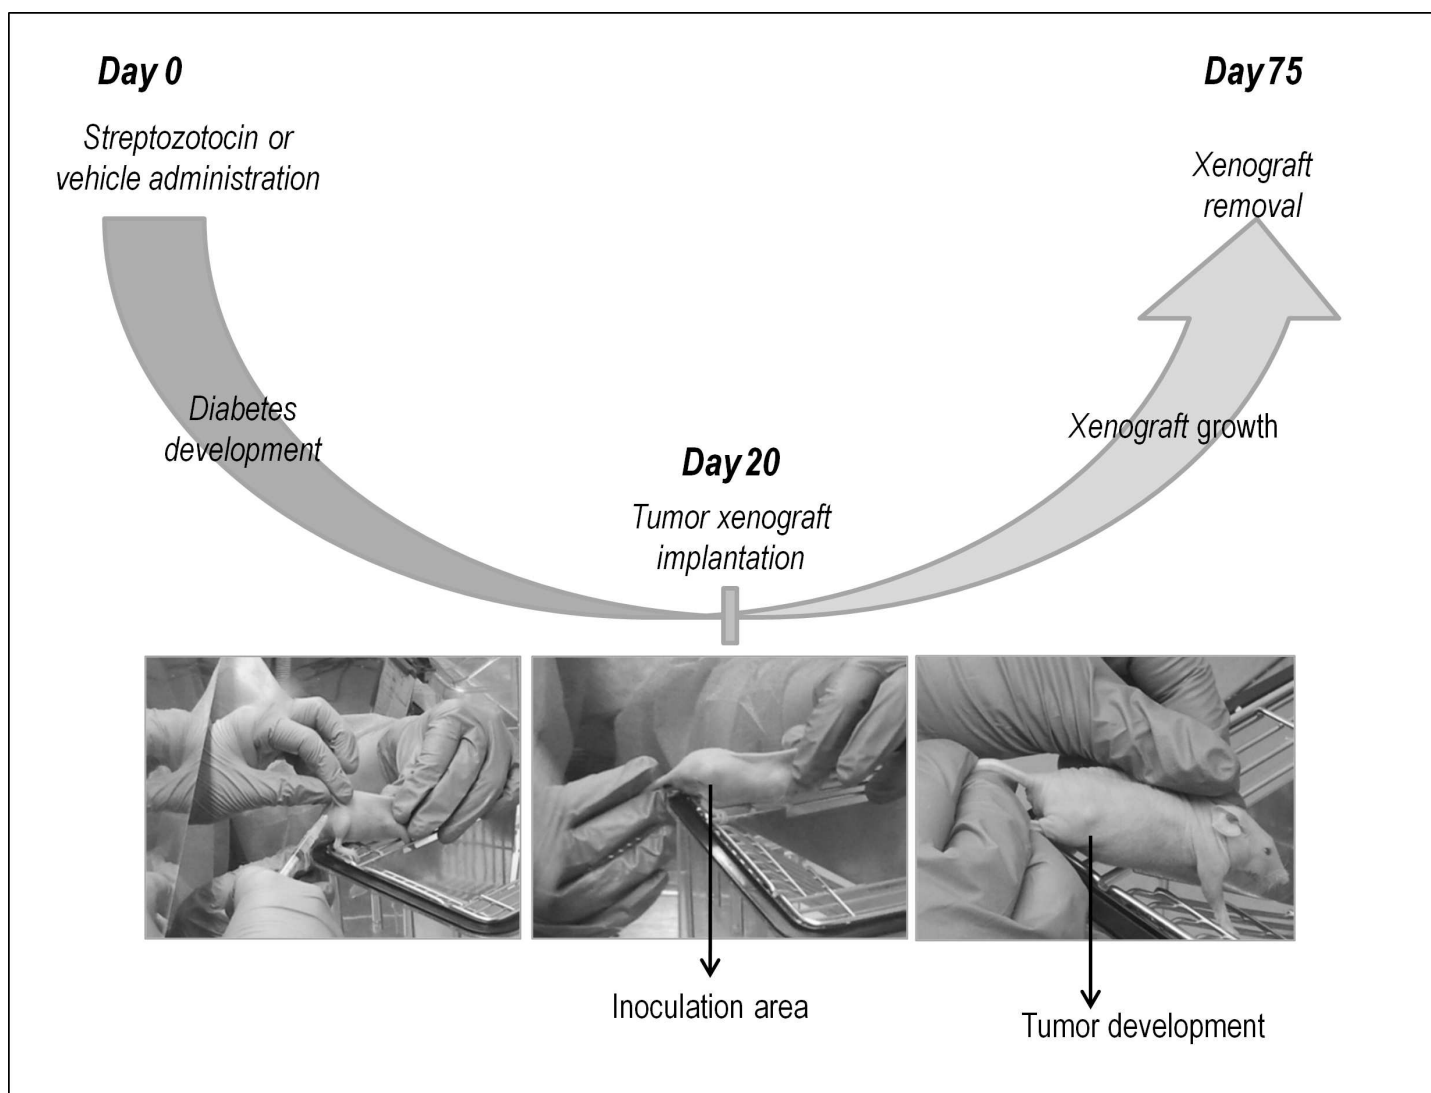 Day 0
Streptozotocin or
vehicle administration
Day 75
Xenograft
removal
Diabetes
development
Xenograft growth
Day 20
Tumor xenograft
implantation
Inoculation area
Tumor development